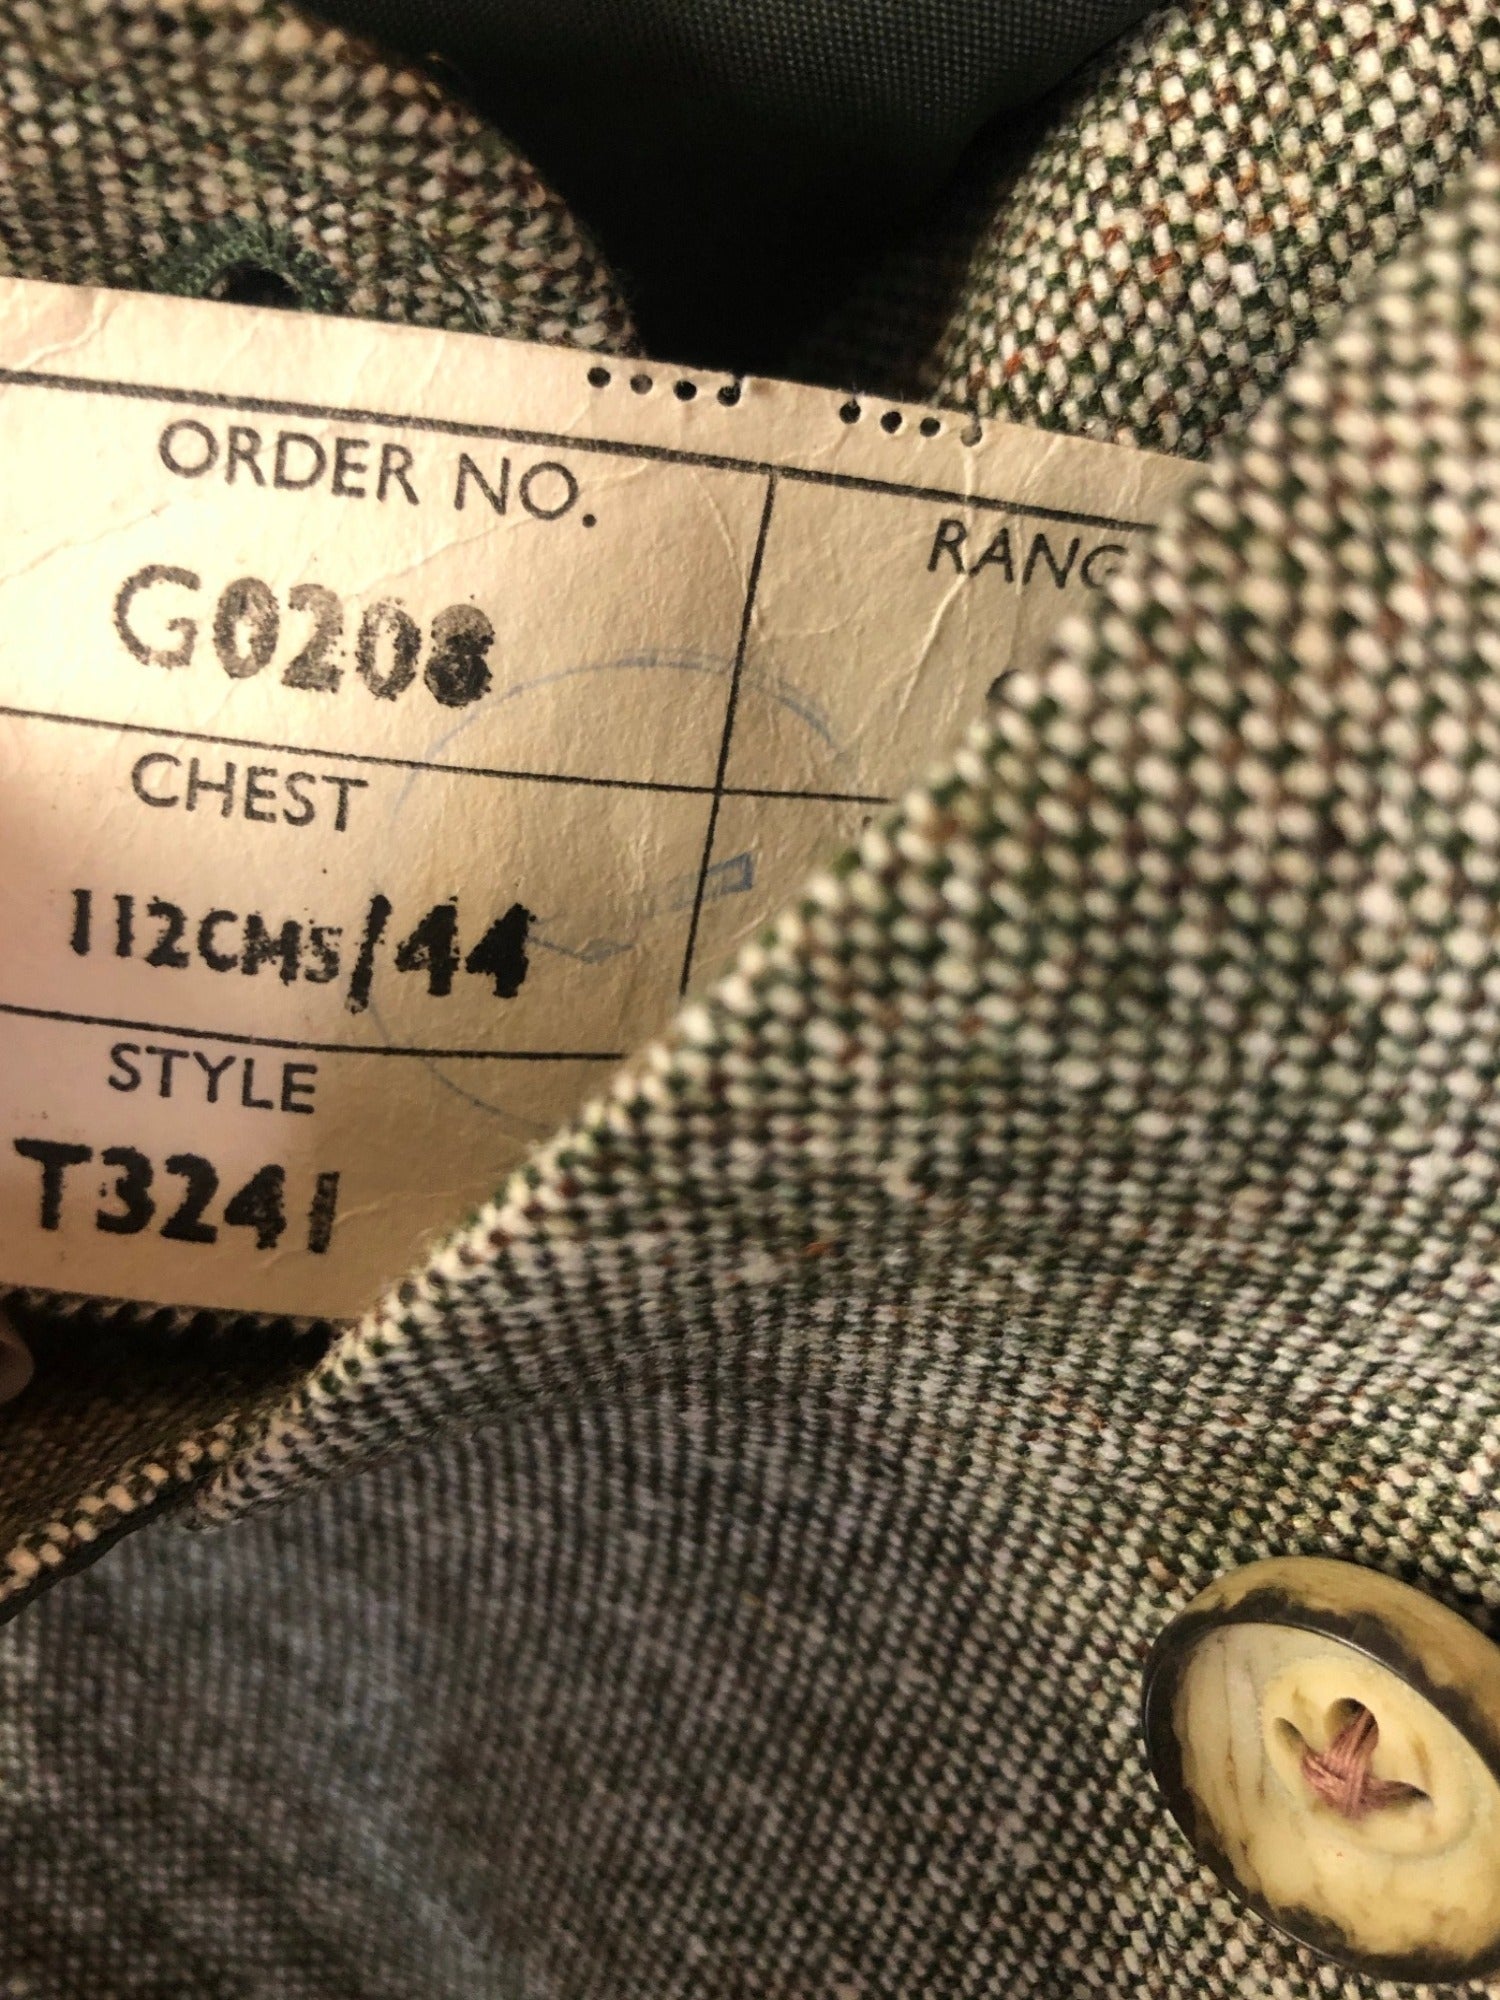 ORDER NO.
RANG
G0208
CHEST
112CMS/44
STYLE
T3241